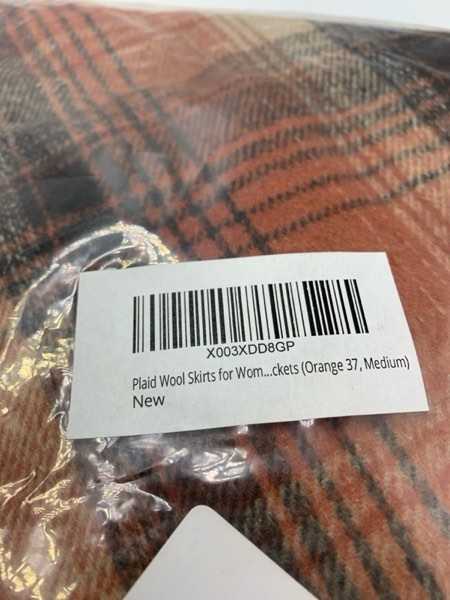 X003XDD8GP
Plaid Wool Skirts for Wom...ckets (Orange 37, Medium)
New